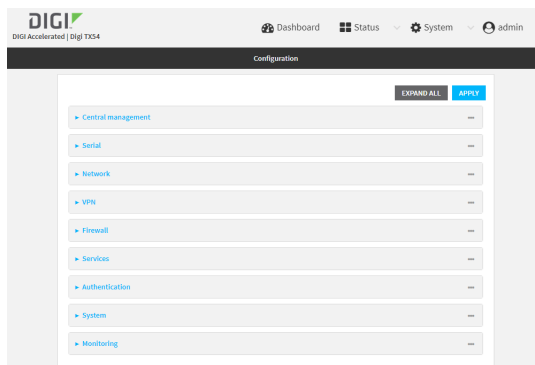 DIGI.
DIGI Accelerated | Digi TX54
Dashboard Status System admin
Configuration
EXPAND ALL APPLY
Central management
Serial
Network
VPN
Firewall
Services
Authentication
System
Monitoring